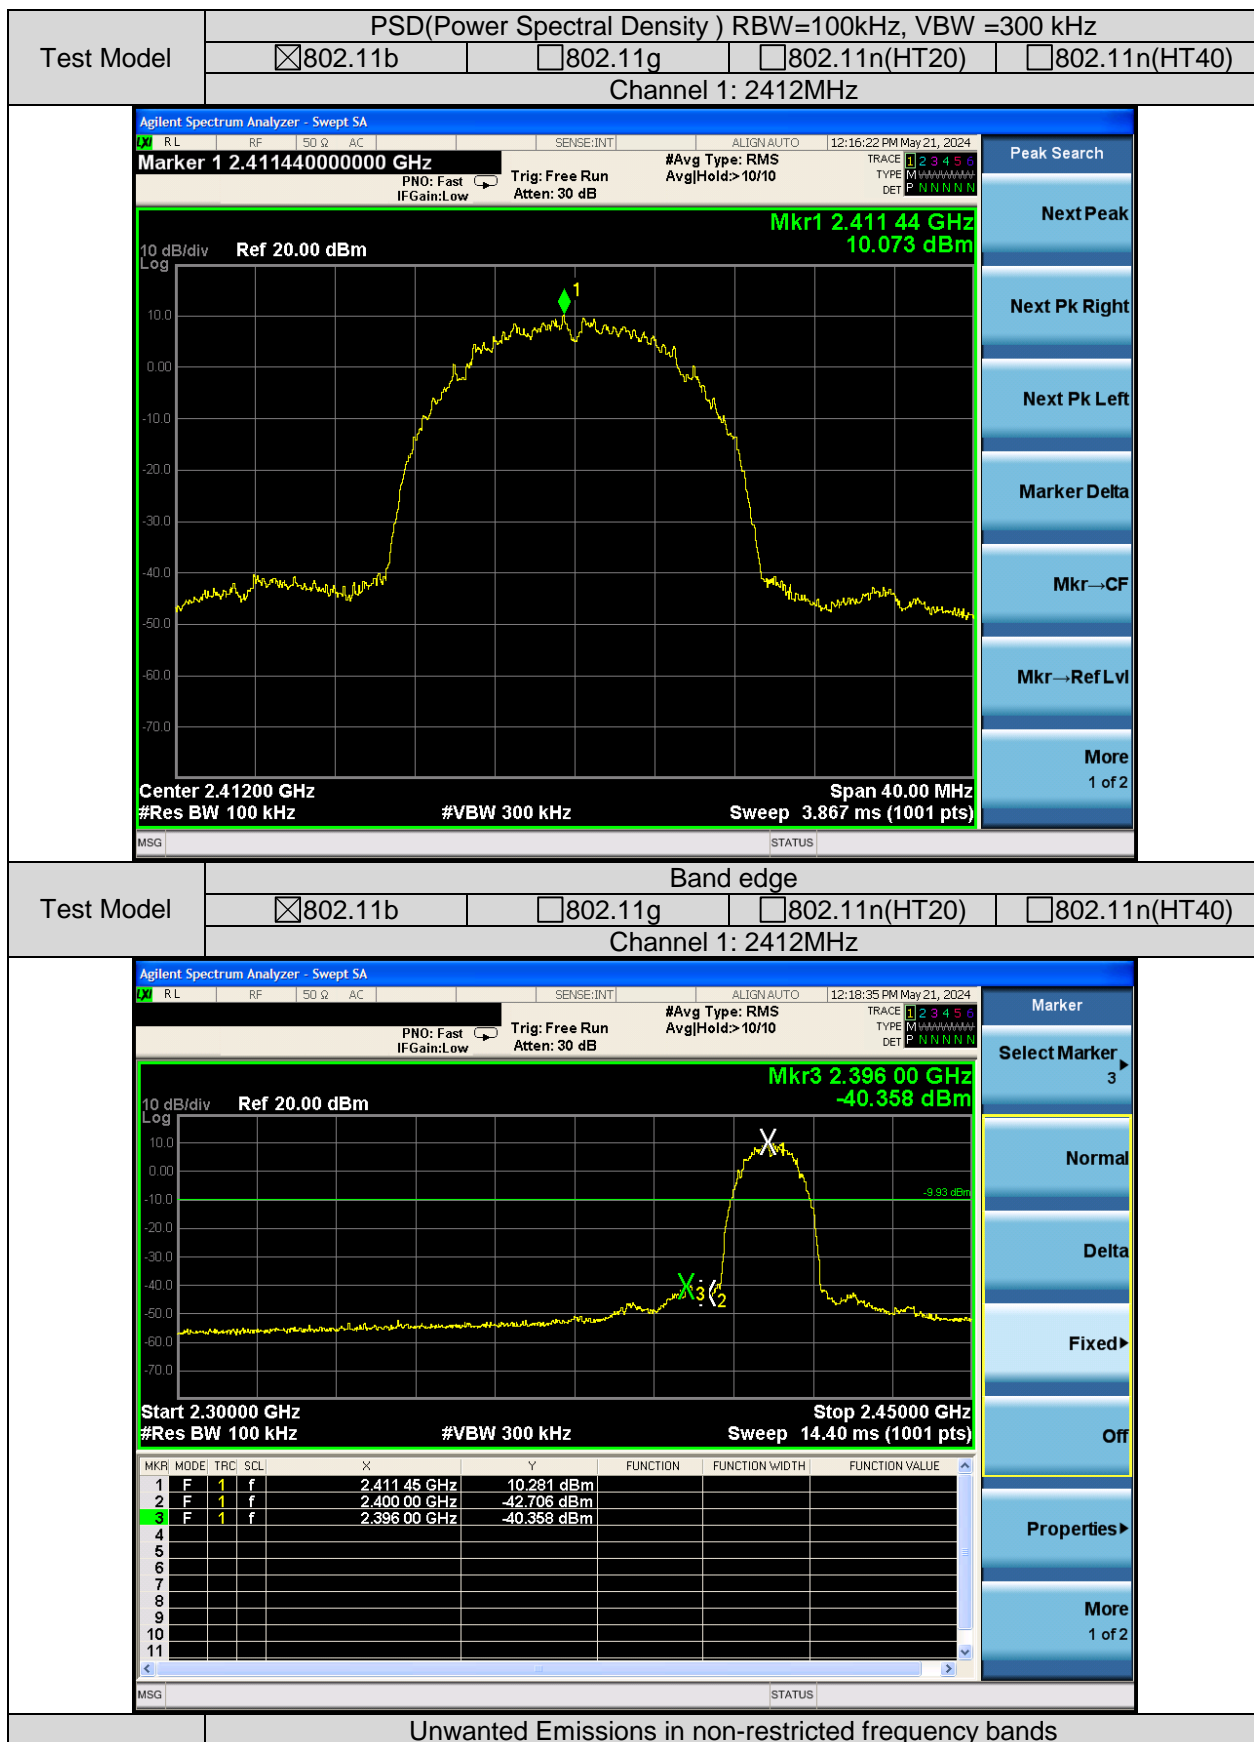 Test Model
PSD(Power Spectral Density ) RBW=100kHz, VBW =300 kHz
☒802.11b ☐802.11g ☐802.11n(HT20) ☐802.11n(HT40)
Channel 1: 2412MHz
Agilent Spectrum Analyzer - Swept SA
LXI RL RF 50 Ω AC SENSE:INT ALIGNAUTO 12:16:22 PM May 21, 2024
Marker 1 2.411440000000 GHz
PNO: Fast
IFGain:Low
Trig: Free Run
Atten: 30 dB
#Avg Type: RMS
Avg|Hold:>10/10
TRACE 1 2 3 4 5 6
TYPE M
DET P N N N N N
Mkr1 2.411 44 GHz
10.073 dBm
10 dB/div Ref 20.00 dBm
Log
1
10.0
0.00
-10.0
-20.0
-30.0
-40.0
-50.0
-60.0
-70.0
Center 2.41200 GHz Span 40.00 MHz
#Res BW 100 kHz #VBW 300 kHz Sweep 3.867 ms (1001 pts)
MSG STATUS
Peak Search
Next Peak
Next Pk Right
Next Pk Left
Marker Delta
Mkr→CF
Mkr→Ref Lvl
More
1 of 2
Test Model
Band edge
☒802.11b ☐802.11g ☐802.11n(HT20) ☐802.11n(HT40)
Channel 1: 2412MHz
Agilent Spectrum Analyzer - Swept SA
LXI RL RF 50 Ω AC SENSE:INT ALIGNAUTO 12:18:35 PM May 21, 2024
PNO: Fast
IFGain:Low
Trig: Free Run
Atten: 30 dB
#Avg Type: RMS
Avg|Hold:>10/10
TRACE 1 2 3 4 5 6
TYPE M
DET P N N N N N
Mkr3 2.396 00 GHz
-40.358 dBm
10 dB/div Ref 20.00 dBm
Log
10.0
0.00
-10.0
-20.0
-30.0
-40.0
-50.0
-60.0
-70.0
1
-9.93 dBm
3
2
Start 2.30000 GHz Stop 2.45000 GHz
#Res BW 100 kHz #VBW 300 kHz Sweep 14.40 ms (1001 pts)
MKR MODE TRC SCL X Y FUNCTION FUNCTION WIDTH FUNCTION VALUE
1 F 1 f 2.411 45 GHz 10.281 dBm
2 F 1 f 2.400 00 GHz -42.706 dBm
3 F 1 f 2.396 00 GHz -40.358 dBm
4
5
6
7
8
9
10
11
MSG STATUS
Marker
Select Marker
3
Normal
Delta
Fixed
Off
Properties
More
1 of 2
Unwanted Emissions in non-restricted frequency bands